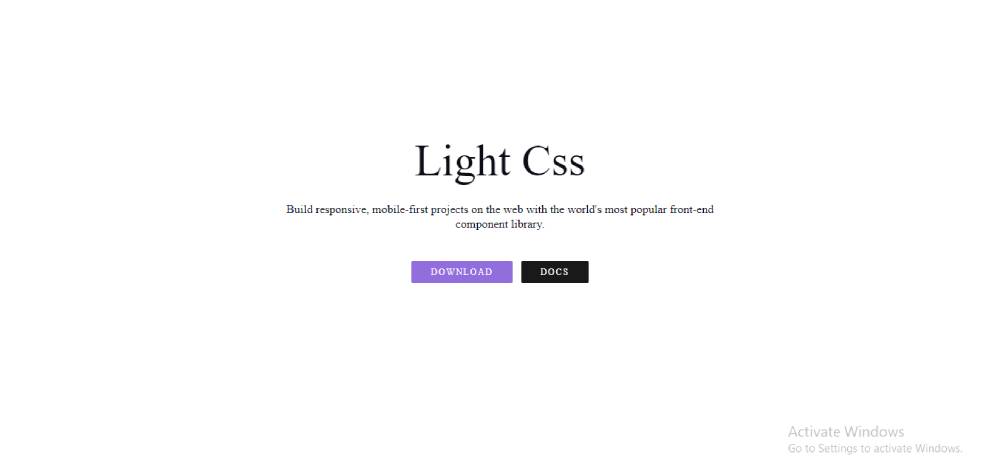 Light Css
Build responsive, mobile-first projects on the web with the world's most popular front-end
component library.
DOWNLOAD DOCS
Activate Windows
Go to Settings to activate Windows.